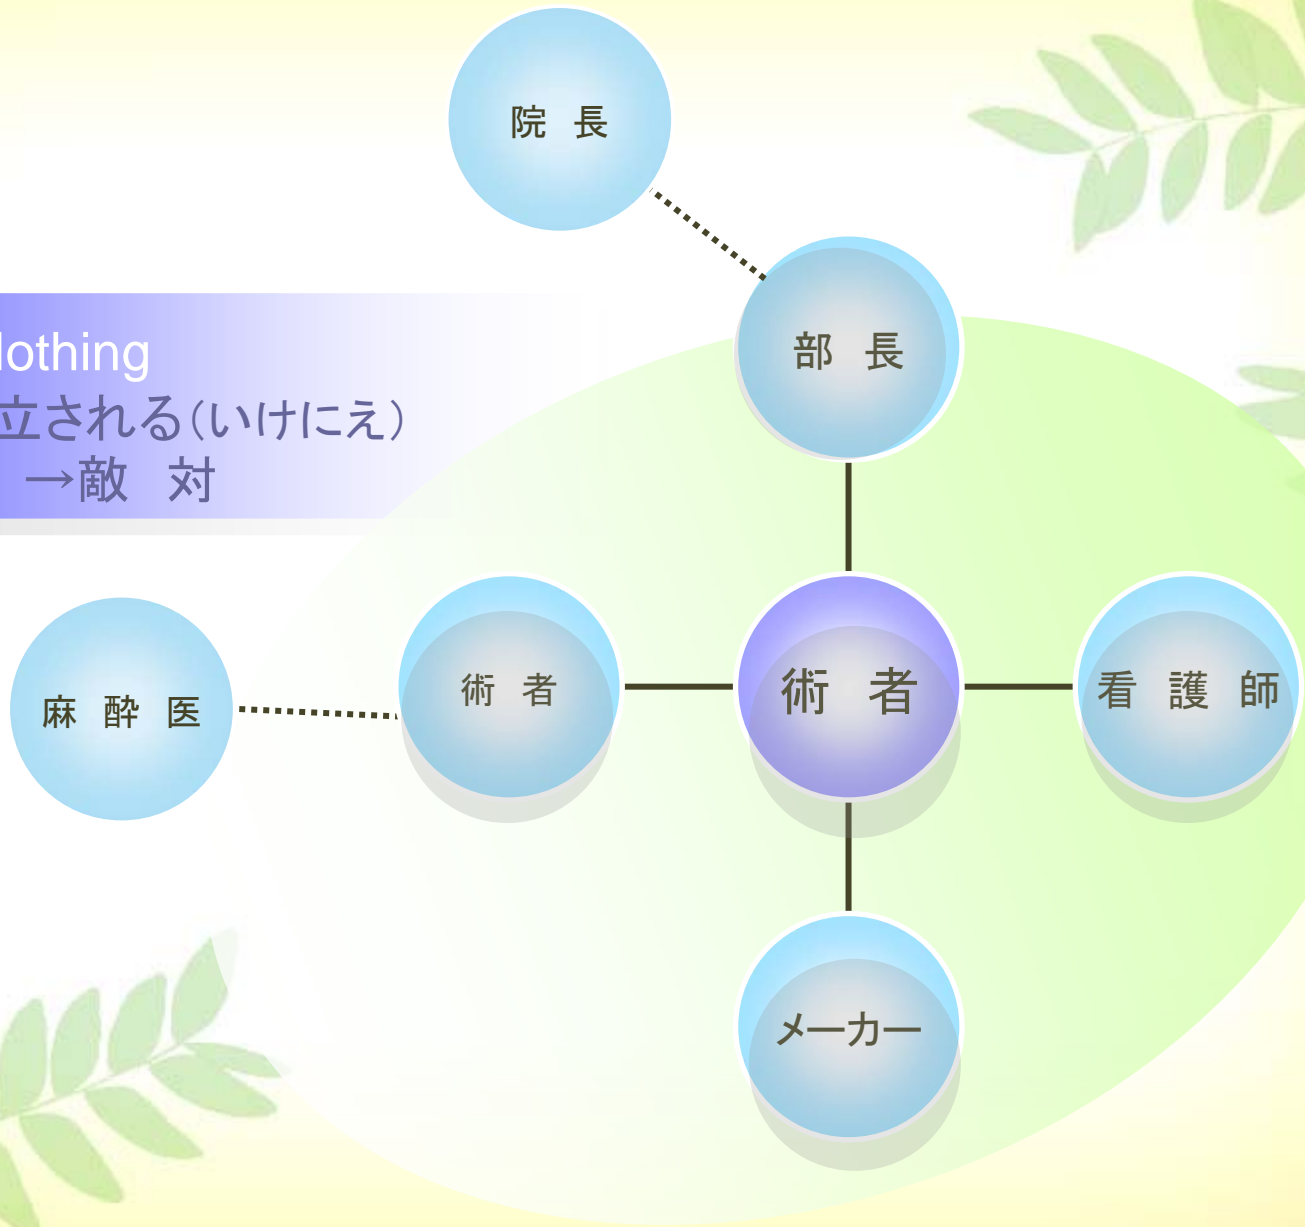 院 長
部 長
lothing
立される(いけにえ)
→敵 対
麻 酔 医
術 者
術 者
看 護 師
メーカー